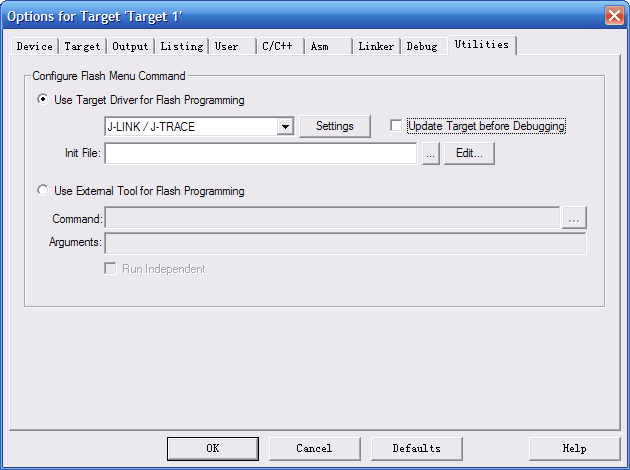 Options for Target 'Target 1'
Device Target Output Listing User C/C++ Asm Linker Debug Utilities
Configure Flash Menu Command
Use Target Driver for Flash Programming
J-LINK / J-TRACE Settings Update Target before Debugging
Init File: ... Edit...
Use External Tool for Flash Programming
Command: ...
Arguments:
Run Independent
OK Cancel Defaults Help